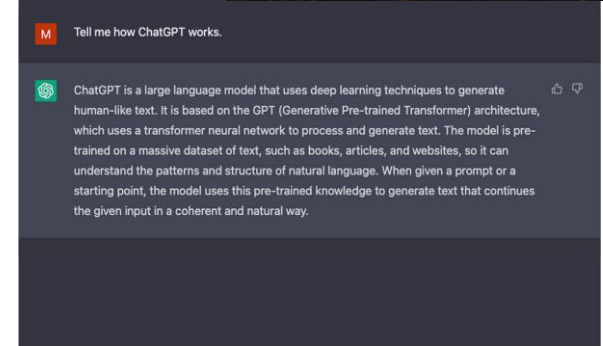 M Tell me how ChatGPT works.
ChatGPT is a large language model that uses deep learning techniques to generate
human-like text. It is based on the GPT (Generative Pre-trained Transformer) architecture,
which uses a transformer neural network to process and generate text. The model is pre-
trained on a massive dataset of text, such as books, articles, and websites, so it can
understand the patterns and structure of natural language. When given a prompt or a
starting point, the model uses this pre-trained knowledge to generate text that continues
the given input in a coherent and natural way.